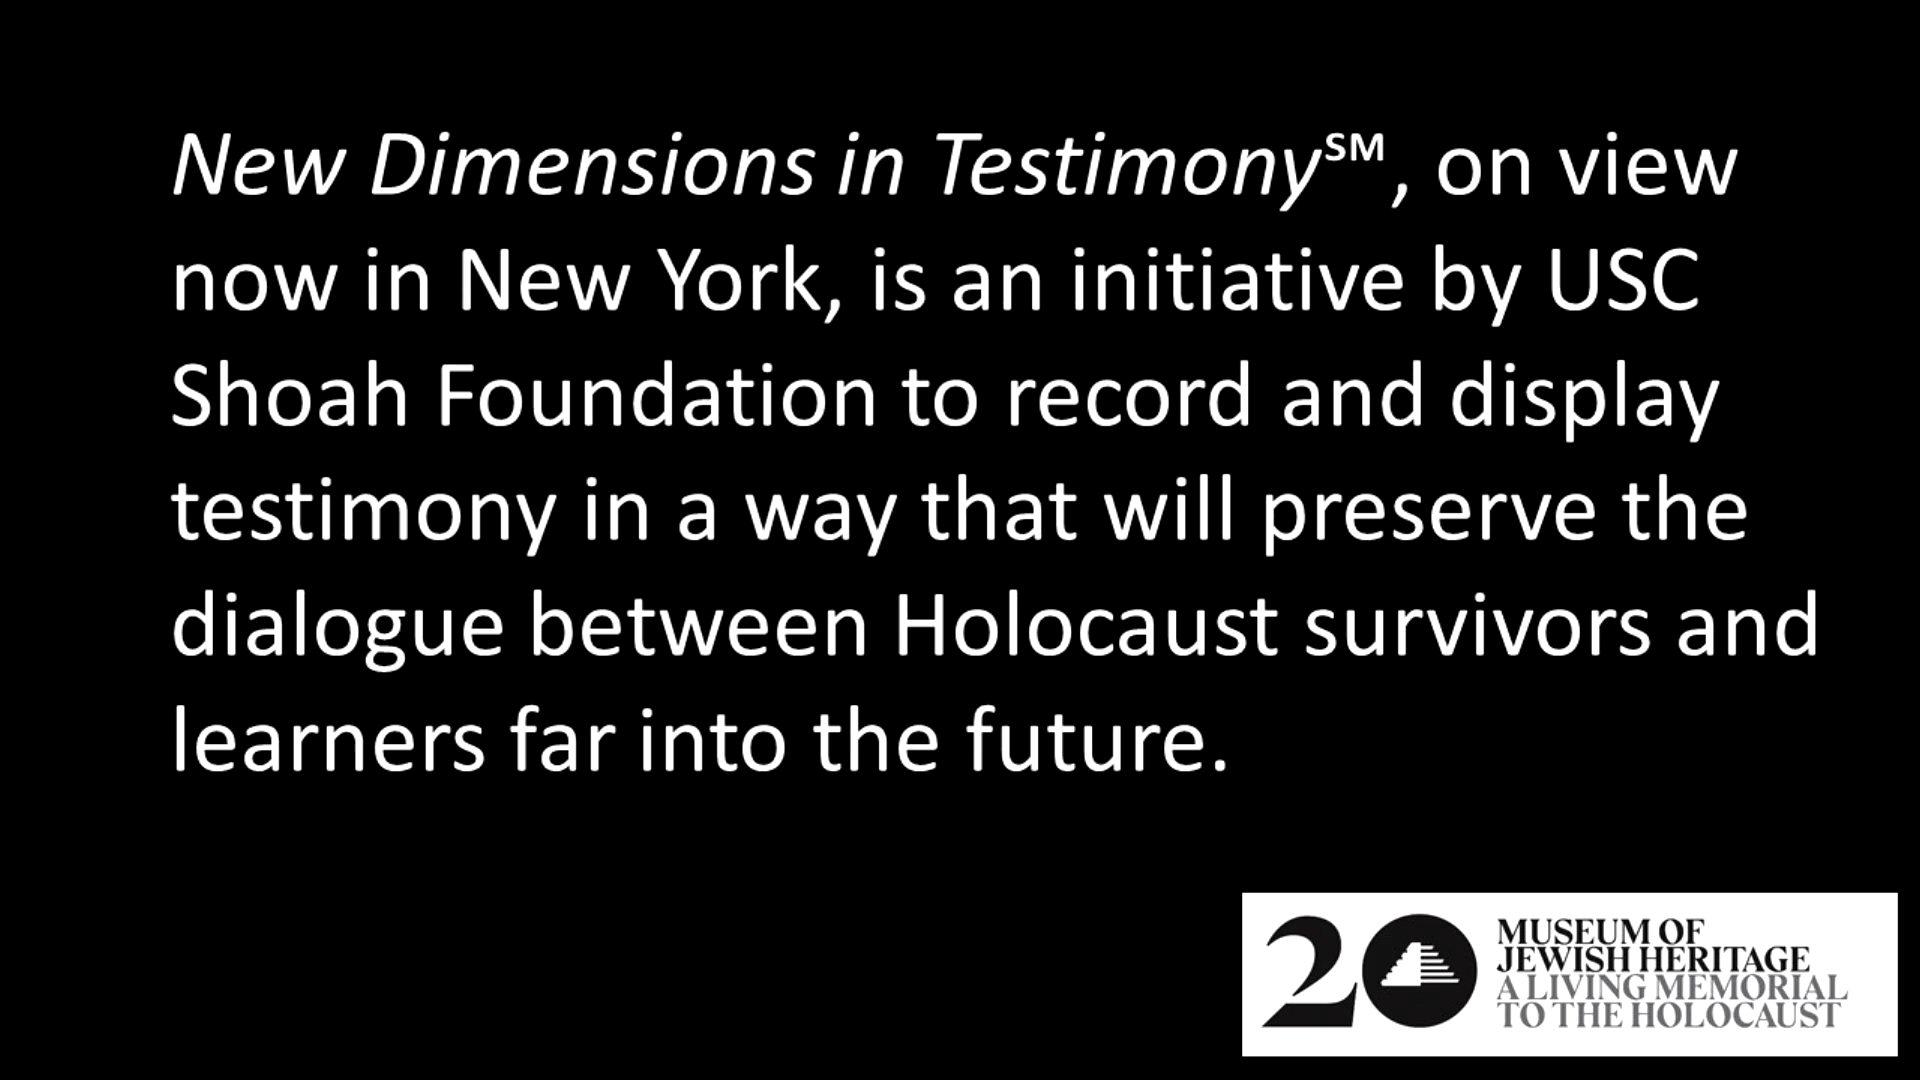 New Dimensions in Testimony℠, on view
now in New York, is an initiative by USC
Shoah Foundation to record and display
testimony in a way that will preserve the
dialogue between Holocaust survivors and
learners far into the future.
20
MUSEUM OF
JEWISH HERITAGE
A LIVING MEMORIAL
TO THE HOLOCAUST